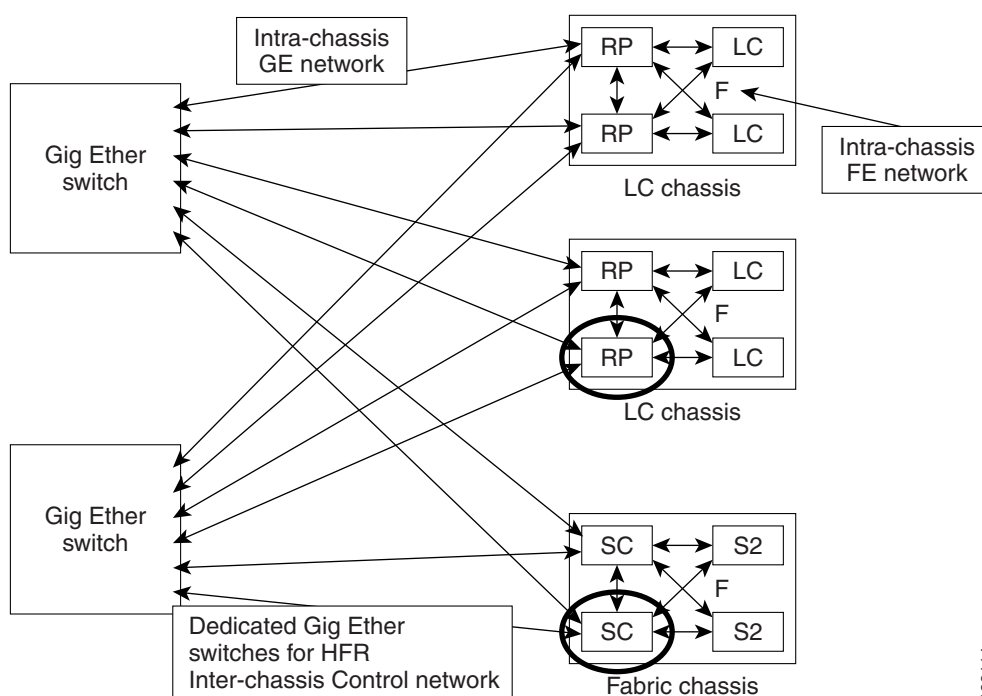 Intra-chassis
GE network
RP
LC
F
RP
LC
LC chassis
Intra-chassis
FE network
Gig Ether
switch
RP
LC
F
RP
LC
LC chassis
Gig Ether
switch
SC
S2
F
SC
S2
Fabric chassis
Dedicated Gig Ether
switches for HFR
Inter-chassis Control network